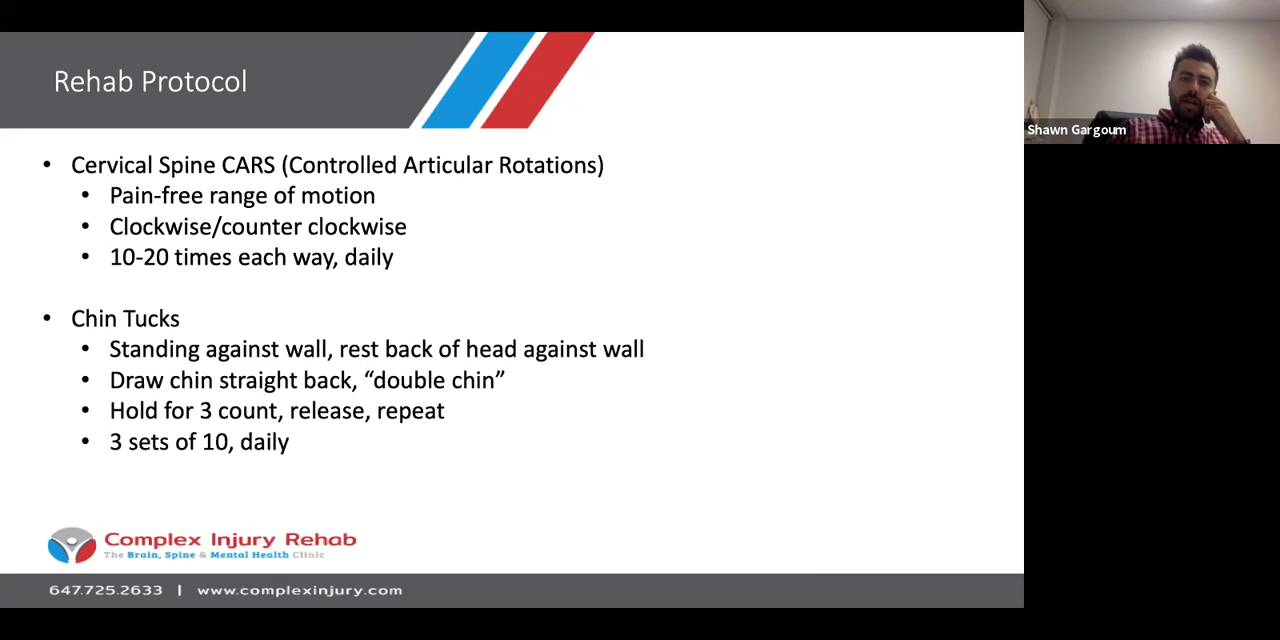 Rehab Protocol
• Cervical Spine CARS (Controlled Articular Rotations)
• Pain-free range of motion
• Clockwise/counter clockwise
• 10-20 times each way, daily
• Chin Tucks
• Standing against wall, rest back of head against wall
• Draw chin straight back, “double chin”
• Hold for 3 count, release, repeat
• 3 sets of 10, daily
Complex Injury Rehab
The Brain, Spine & Mental Health Clinic
647.725.2633 | www.complexinjury.com
Shawn Gargoum